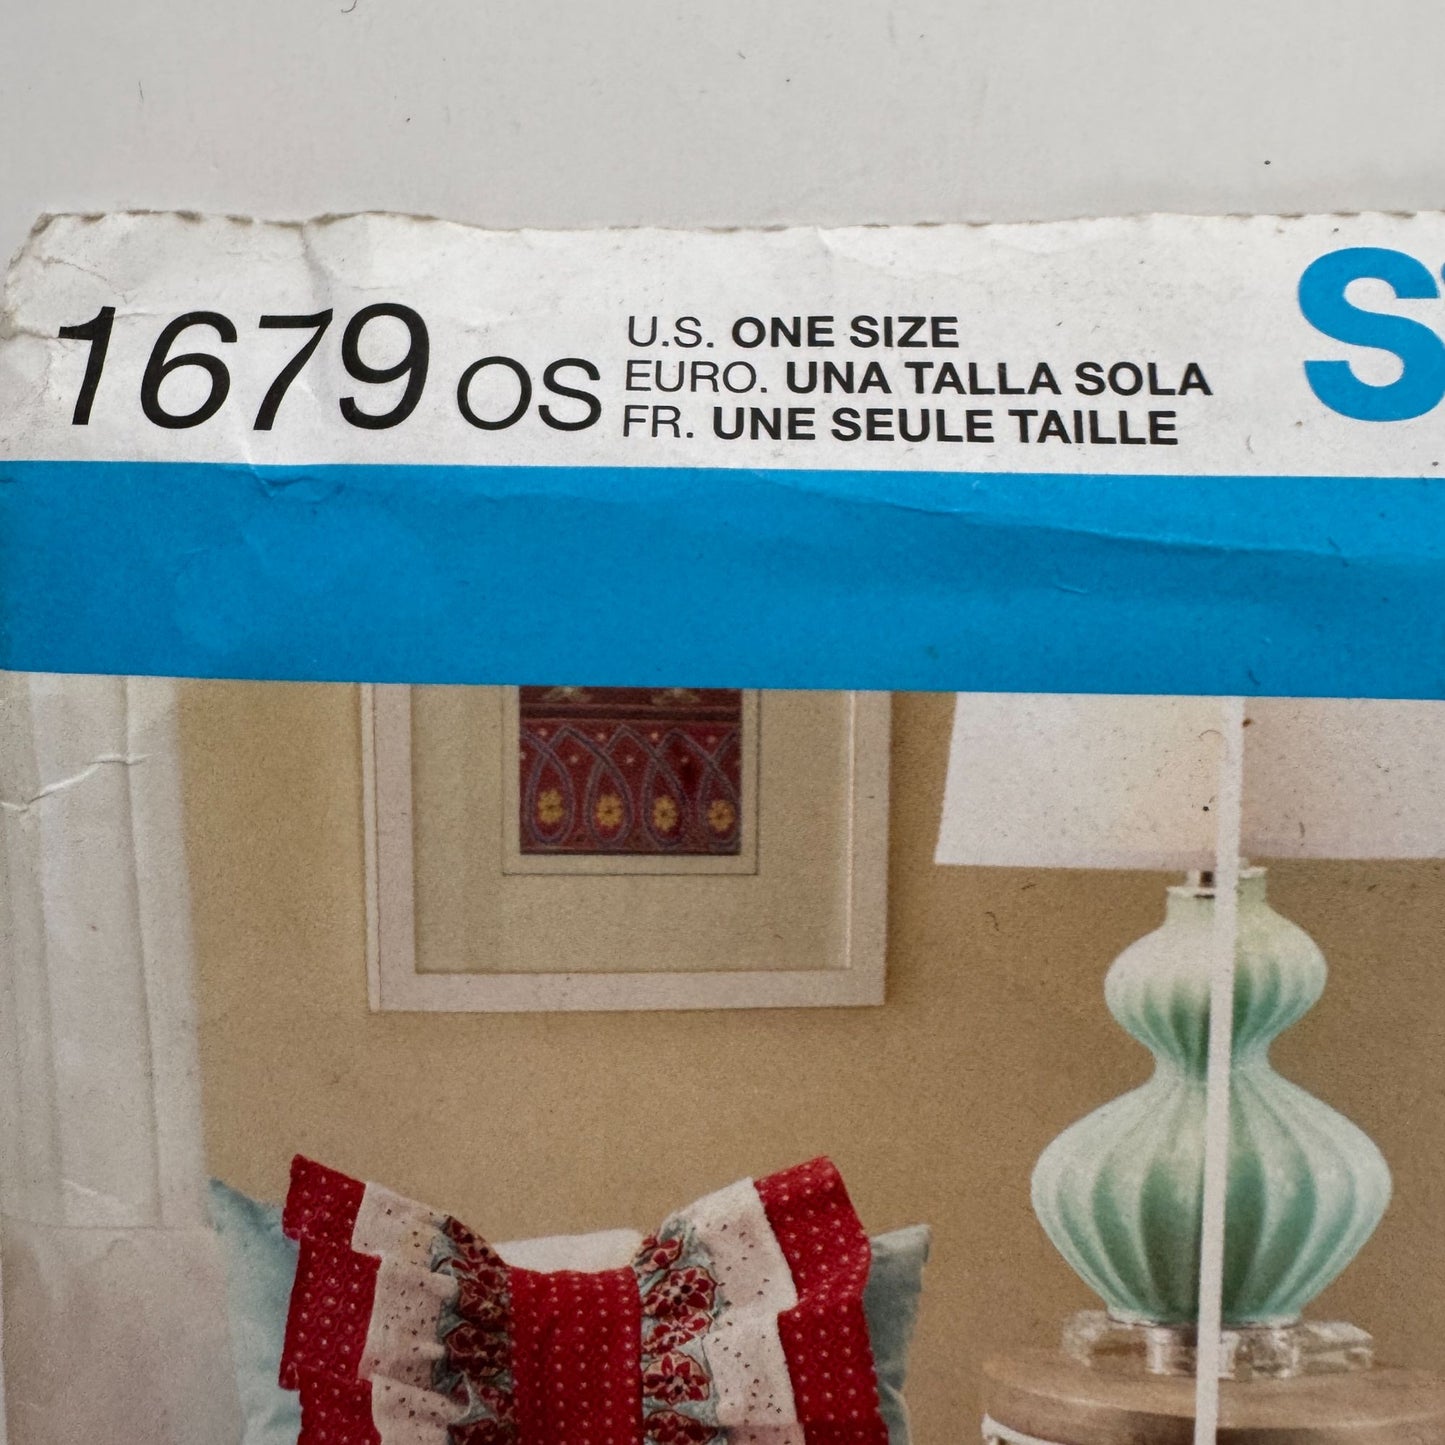 1679 OS
U.S. ONE SIZE
EURO. UNA TALLA SOLA
FR. UNE SEULE TAILLE